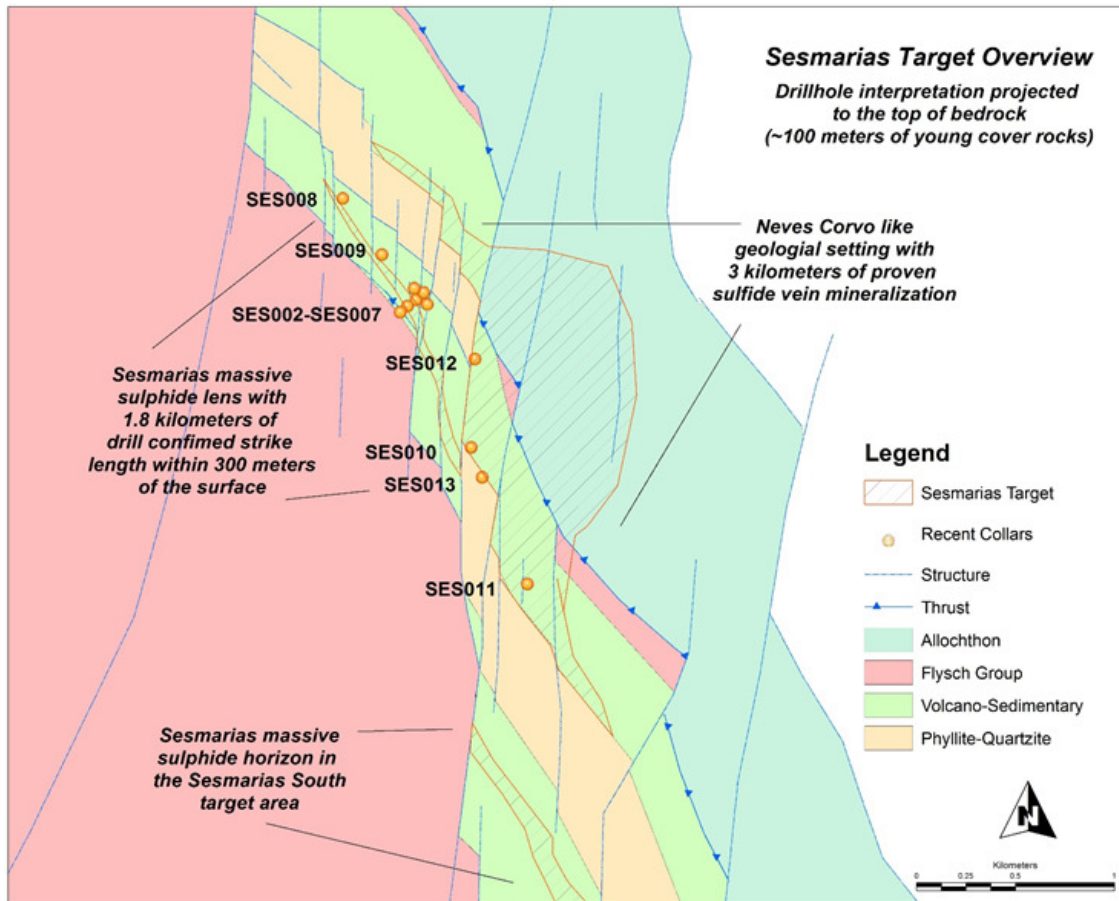 Sesmarias Target Overview
Drillhole interpretation projected
to the top of bedrock
(~100 meters of young cover rocks)
SES008
SES009
SES002-SES007
SES012
SES010
SES013
SES011
Neves Corvo like
geologial setting with
3 kilometers of proven
sulfide vein mineralization
Sesmarias massive
sulphide lens with
1.8 kilometers of
drill confimed strike
length within 300 meters
of the surface
Sesmarias massive
sulphide horizon in
the Sesmarias South
target area
Legend
Sesmarias Target
Recent Collars
Structure
Thrust
Allochthon
Flysch Group
Volcano-Sedimentary
Phyllite-Quartzite
N
Kilometers
0 0.25 0.5 1